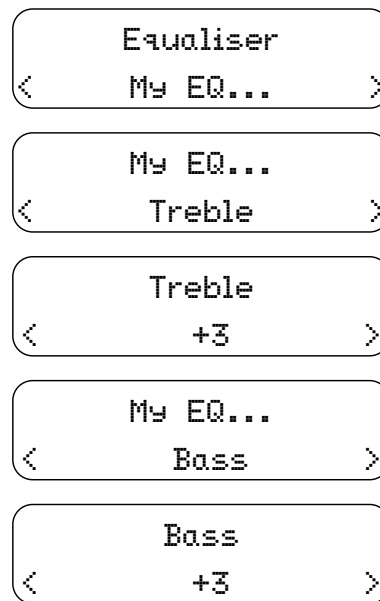 Equaliser
< My EQ... >
My EQ...
< Treble >
Treble
< +3 >
My EQ...
< Bass >
Bass
< +3 >